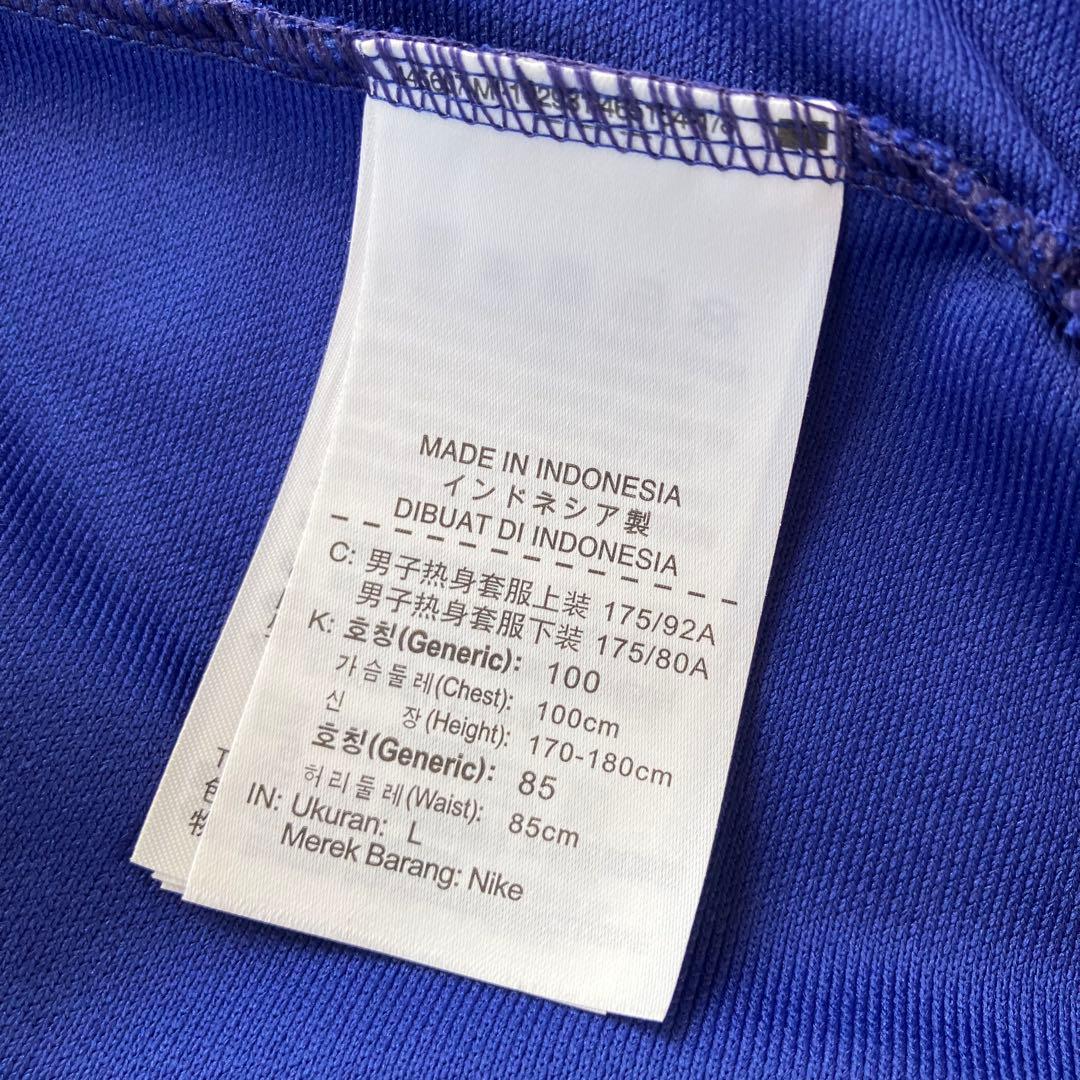 MADE IN INDONESIA
インドネシア製
DIBUAT DI INDONESIA
C: 男子热身套服上装 175/92A
男子热身套服下装 175/80A
K: 호칭(Generic): 100
가슴둘레(Chest): 100cm
신 장(Height): 170-180cm
호칭(Generic): 85
허리둘레(Waist): 85cm
IN: Ukuran: L
Merek Barang: Nike